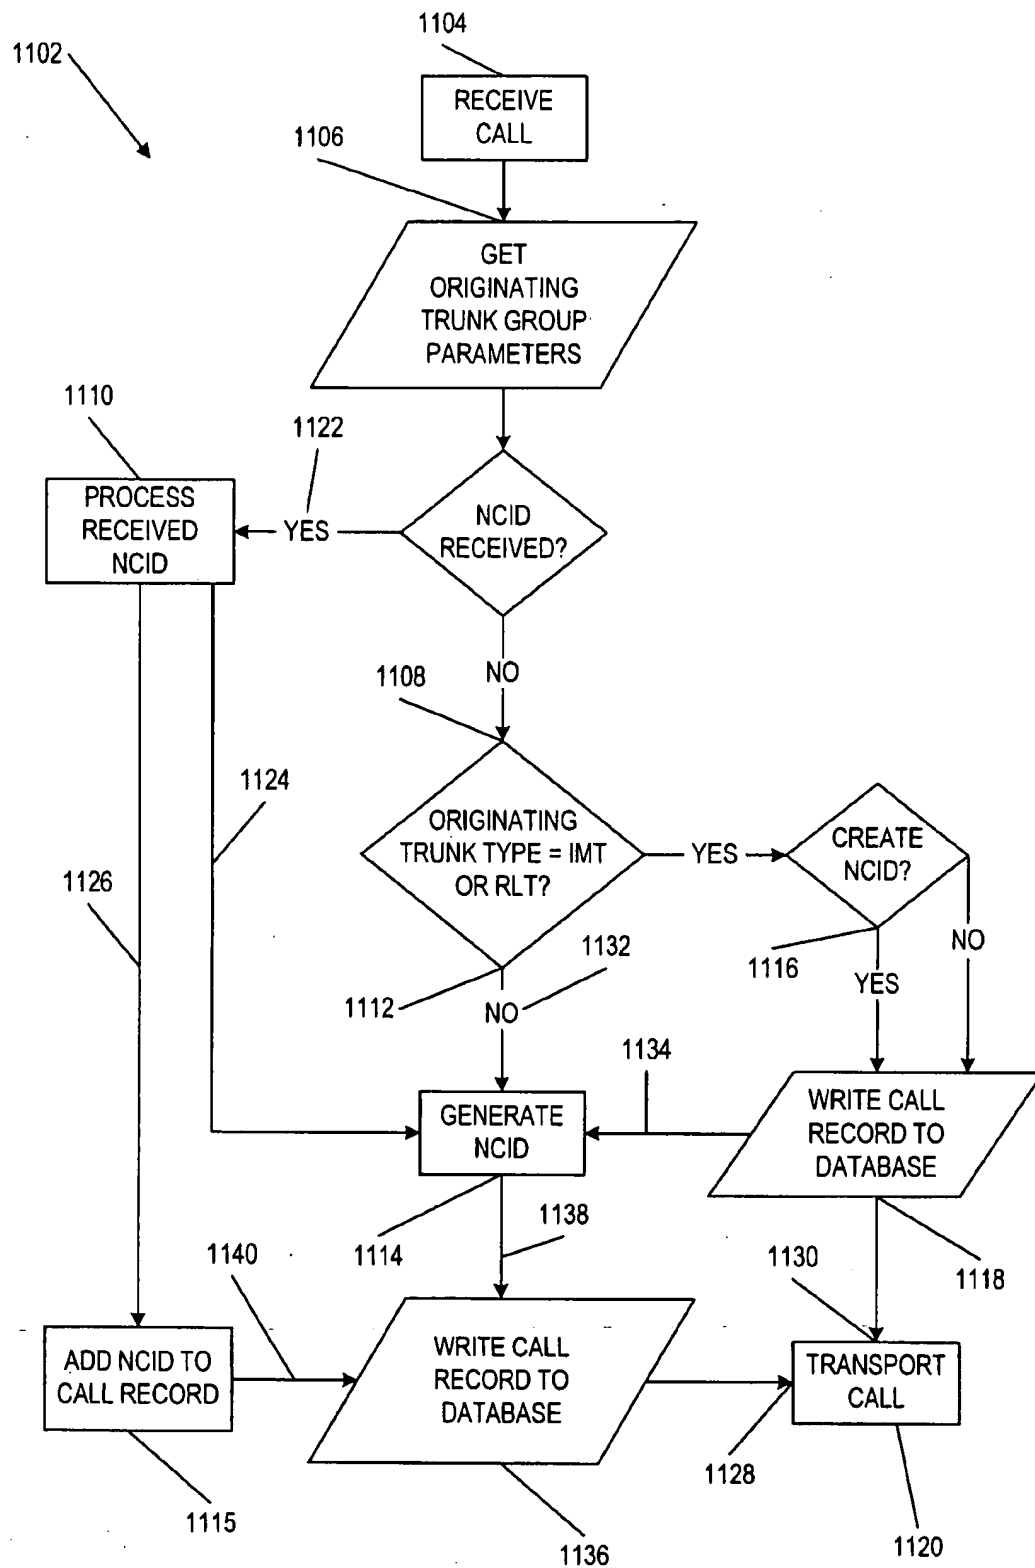 1104
1102
RECEIVE
CALL
1106
GET
ORIGINATING
TRUNK GROUP
PARAMETERS
1110
1122
PROCESS
RECEIVED
NCID
YES
NCID
RECEIVED?
NO
1108
1124
ORIGINATING
TRUNK TYPE = IMT
OR RLT?
YES
CREATE
NCID?
1126
1132
1112
NO
1116
YES
NO
1134
GENERATE
NCID
WRITE CALL
RECORD TO
DATABASE
1138
1114
1140
1130
1118
ADD NCID TO
CALL RECORD
WRITE CALL
RECORD TO
DATABASE
TRANSPORT
CALL
1128
1115
1136
1120